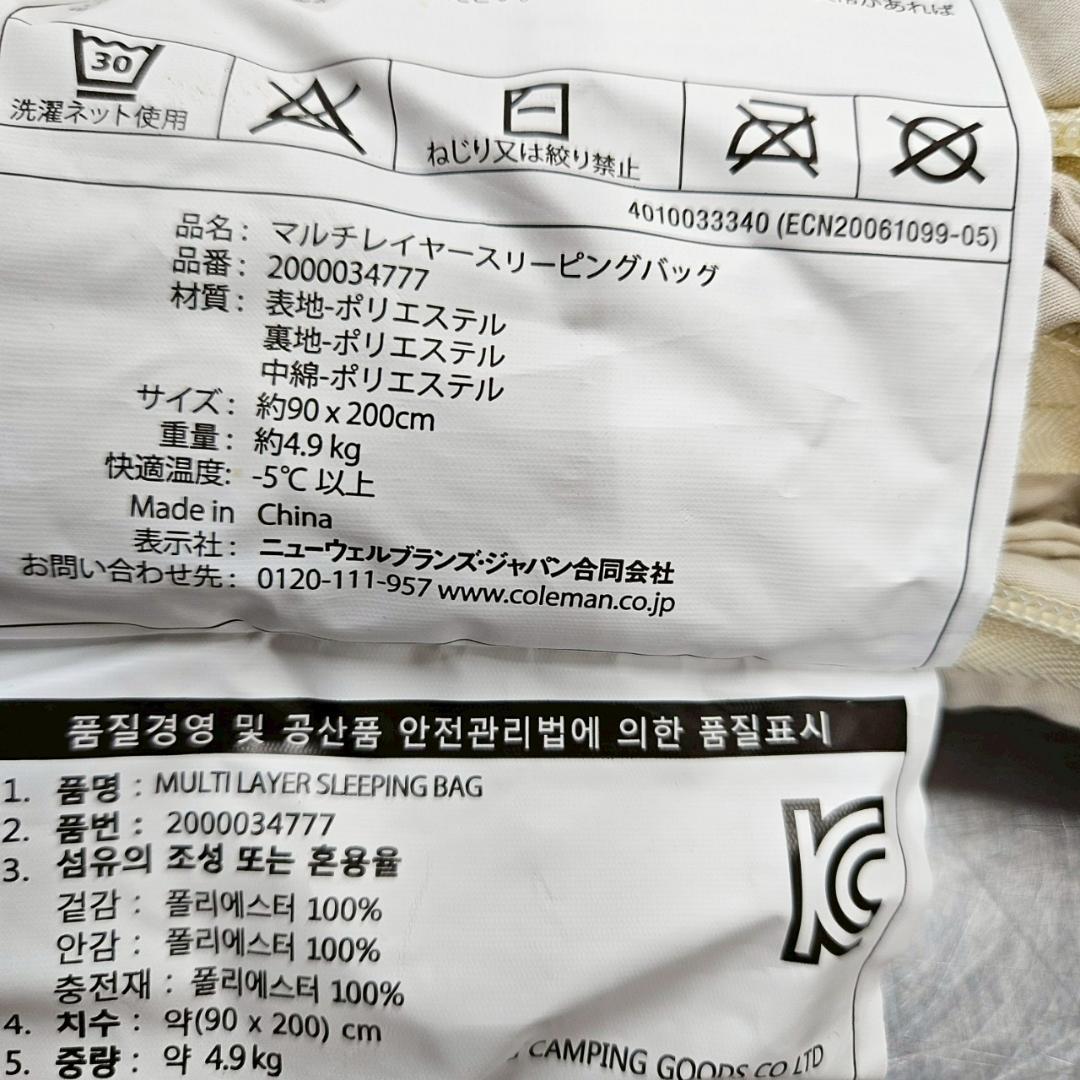 があれば
30
洗濯ネット使用
ねじり又は絞り禁止
4010033340 (ECN20061099-05)
品名: マルチレイヤースリーピングバッグ
品番: 2000034777
材質: 表地-ポリエステル
裏地-ポリエステル
中綿-ポリエステル
サイズ: 約90 x 200cm
重量: 約4.9 kg
快適温度: -5℃ 以上
Made in China
表示社: ニューウェルブランズ・ジャパン合同会社
お問い合わせ先: 0120-111-957 www.coleman.co.jp
품질경영 및 공산품 안전관리법에 의한 품질표시
1. 품명 : MULTI LAYER SLEEPING BAG
2. 품번 : 2000034777
3. 섬유의 조성 또는 혼용율
겉감 : 폴리에스터 100%
안감 : 폴리에스터 100%
충전재 : 폴리에스터 100%
4. 치수 : 약(90 x 200) cm
5. 중량 : 약 4.9kg
CAMPING GOODS CO LTD